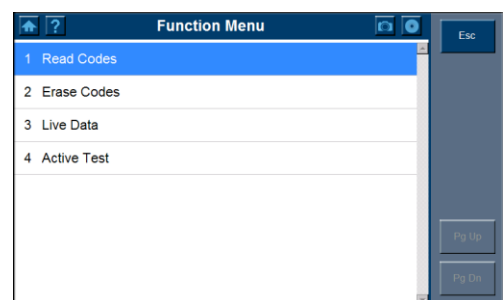 ? Function Menu
Esc
1 Read Codes
2 Erase Codes
3 Live Data
4 Active Test
Pg Up
Pg Dn